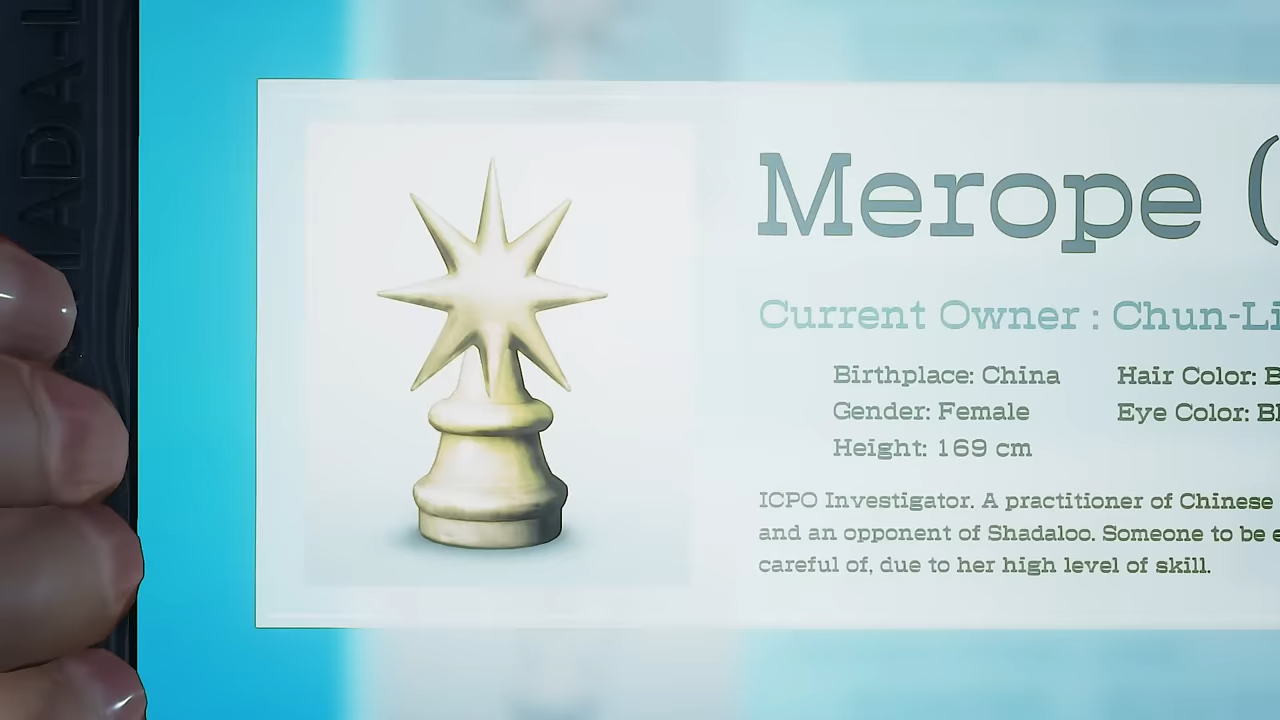 Merope (
Current Owner : Chun-Li
Birthplace: China
Hair Color: B
Gender: Female
Eye Color: Bl
Height: 169 cm
ICPO Investigator. A practitioner of Chinese
and an opponent of Shadaloo. Someone to be e
careful of, due to her high level of skill.